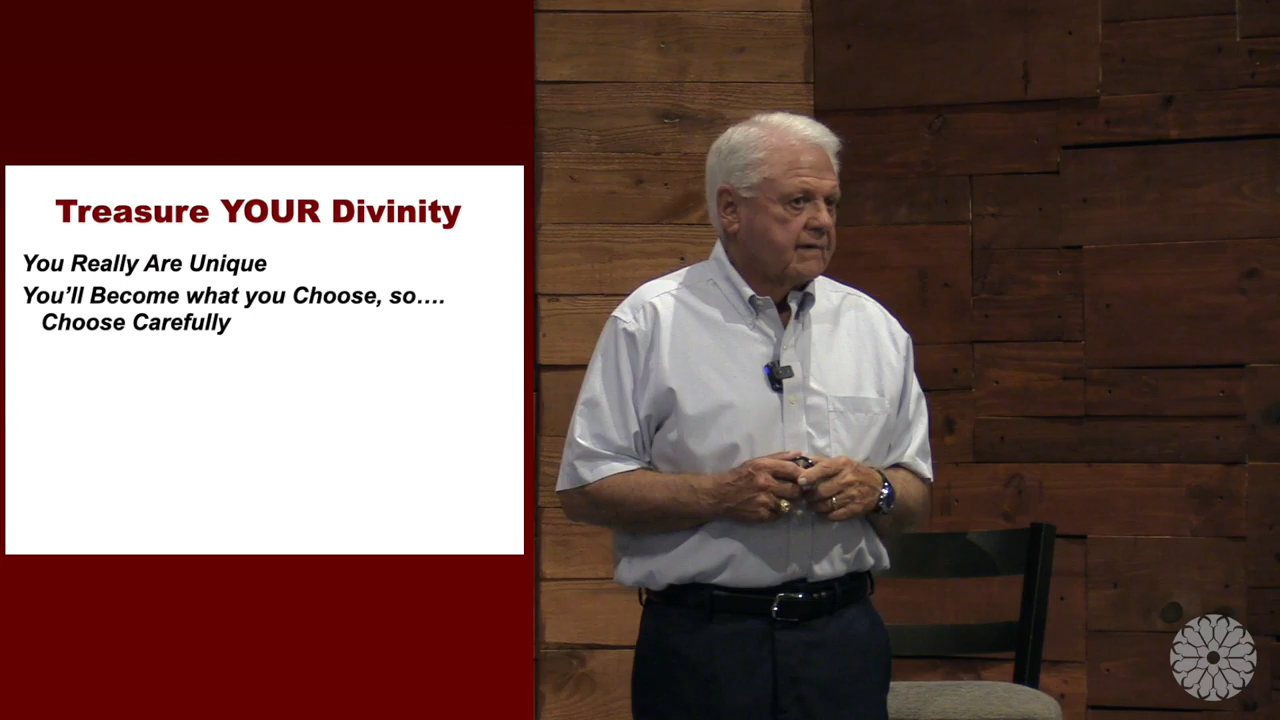 Treasure YOUR Divinity
You Really Are Unique
You’ll Become what you Choose, so….
Choose Carefully